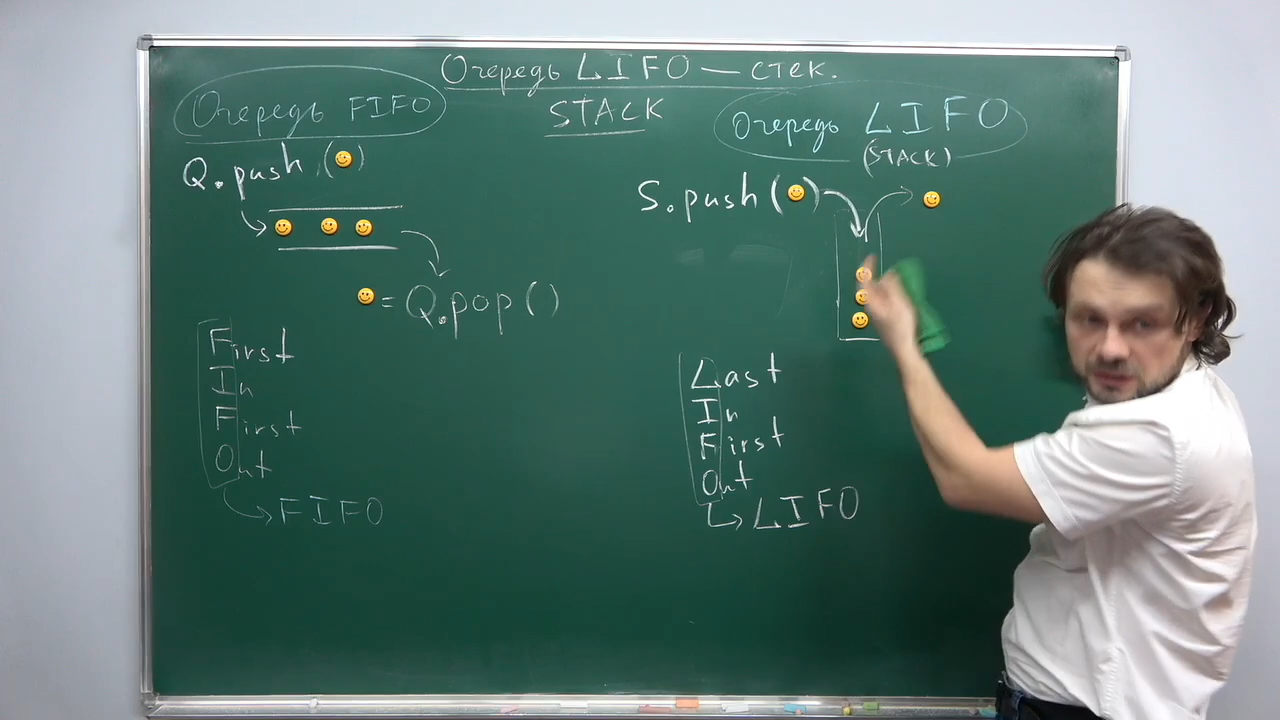 Очередь LIFO — стек.
STACK
Очередь FIFO
Q.push()
= Q.pop()
First
In
First
Out
FIFO
Очередь LIFO
(STACK)
S.push()
Last
In
First
Out
LIFO